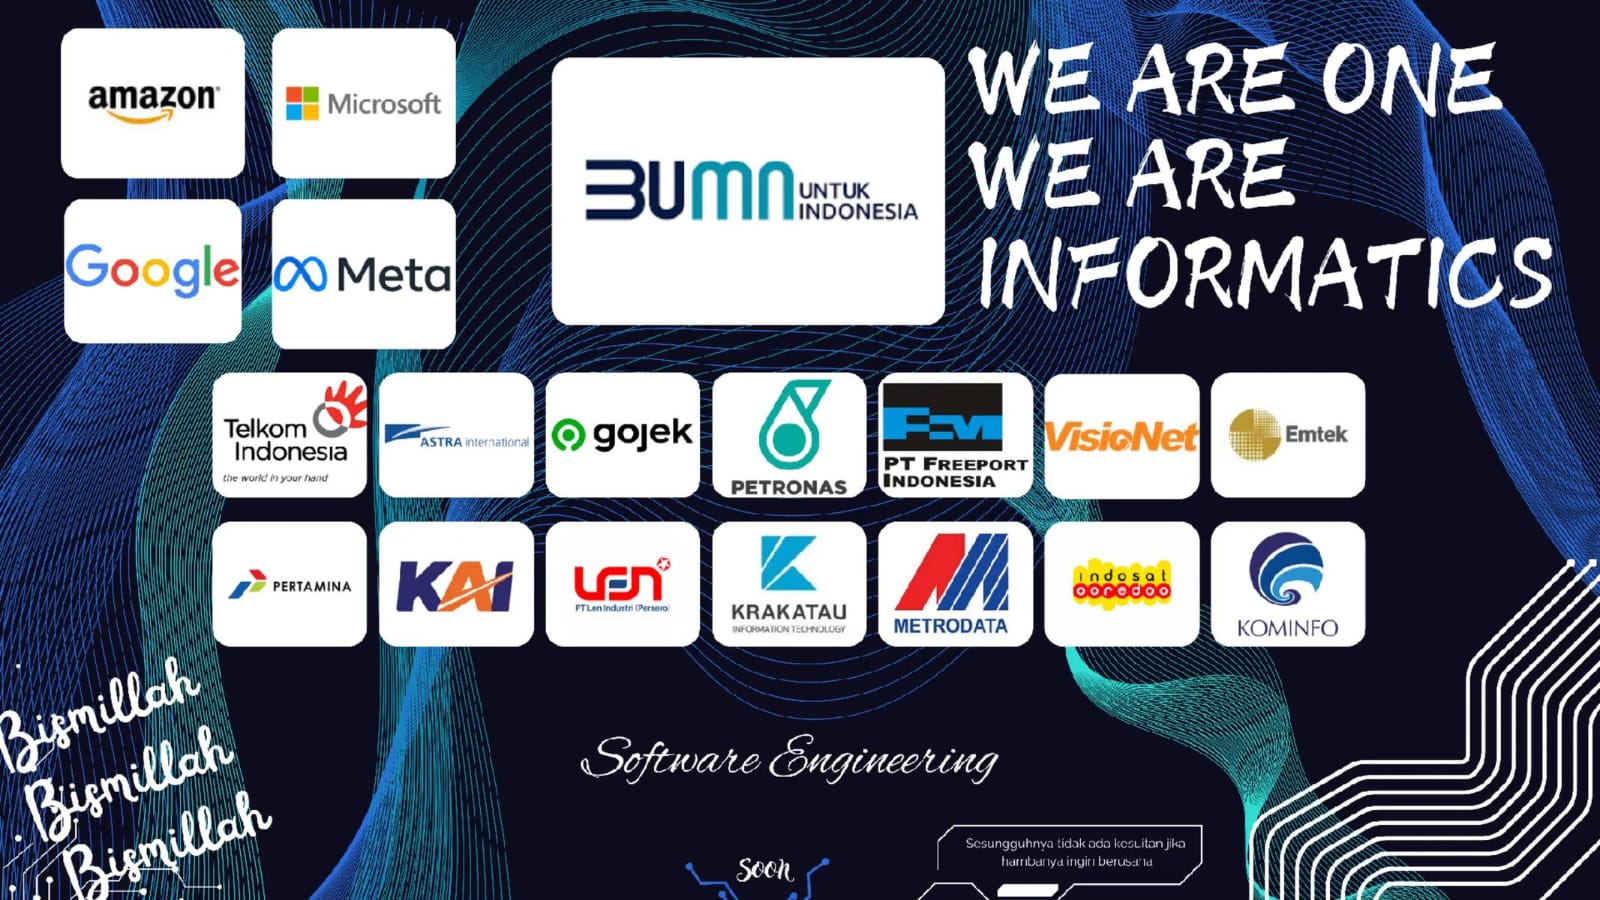 amazon
Microsoft
Google
Meta
BUMN UNTUK
INDONESIA
WE ARE ONE
WE ARE
INFORMATICS
Telkom
Indonesia
the world in your hand
ASTRA international
gojek
PETRONAS
PT FREEPORT
INDONESIA
VisioNet
Emtek
PERTAMINA
KAI
Len
PT Len Industri (Persero)
KRAKATAU
INFORMATION TECHNOLOGY
METRODATA
indosat
ooredoo
KOMINFO
Bismillah
Bismillah
Bismillah
Software Engineering
soon
Sesungguhnya tidak ada kesulitan jika
hambanya ingin berusaha